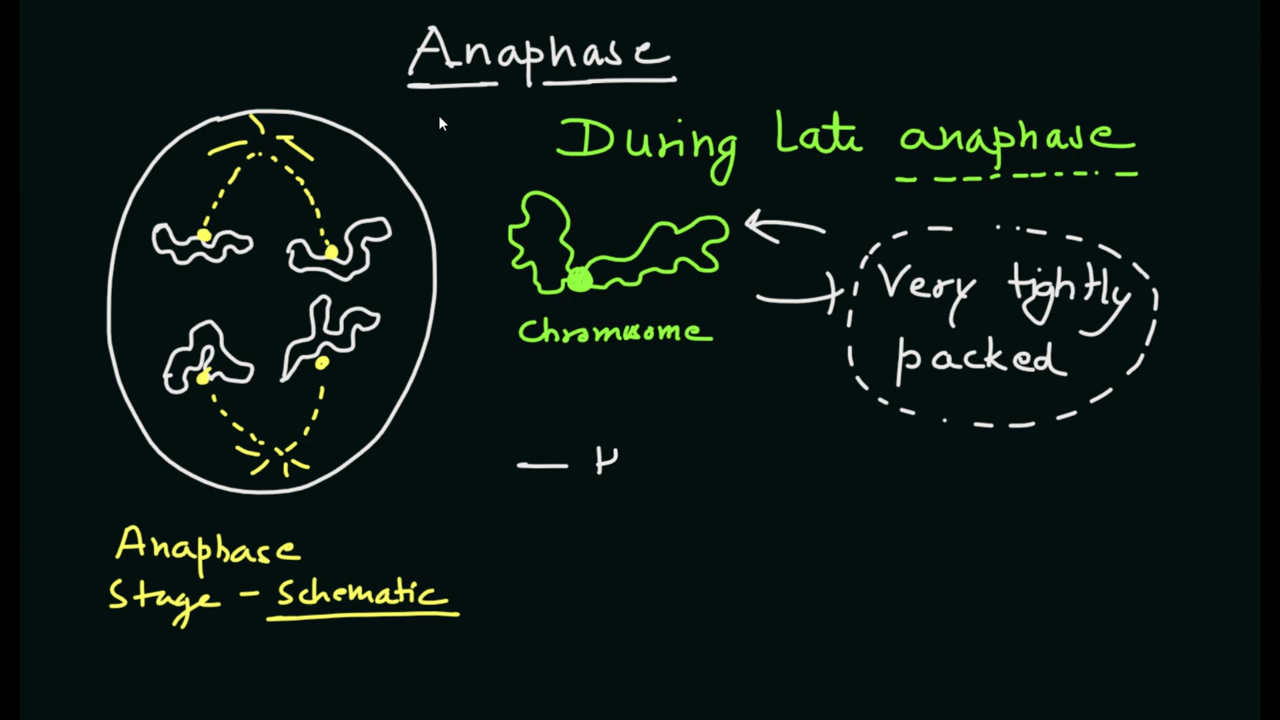 Anaphase
During Late anaphase
Very tightly
packed
Chromosome
Anaphase
Stage - Schematic